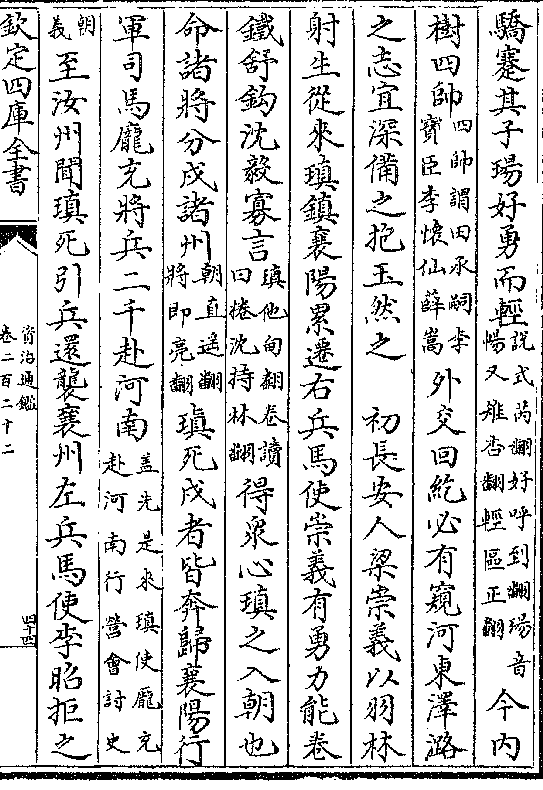 驕蹇其子瑒好勇而輕說式芮翻好呼到翻瑒音暢又雉杏翻輕區正翻今内
樹四帥四帥謂田承嗣李寶臣李懷仙薛嵩外交回紇必有窺河東澤潞
之志宜深備之抱玉然之　初長安人梁崇義以羽林
射生從來瑱鎮襄陽累遷右兵馬使崇義有勇力能卷
鐵舒鈎沈毅寡言瑱他甸翻卷讀曰捲沈持林翻得衆心瑱之入朝也
命諸將分戍諸州朝直遥翻將即亮翻瑱死戍者皆奔歸襄陽行
軍司馬龐充將兵二千赴河南蓋先是來瑱使龐充赴河南行營會討史
朝義至汝州聞瑱死引兵還襲襄州左兵馬使李昭拒之
欽定四庫全書
資治通鑑
卷二百二十二
四十四